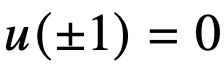 u(±1) = 0